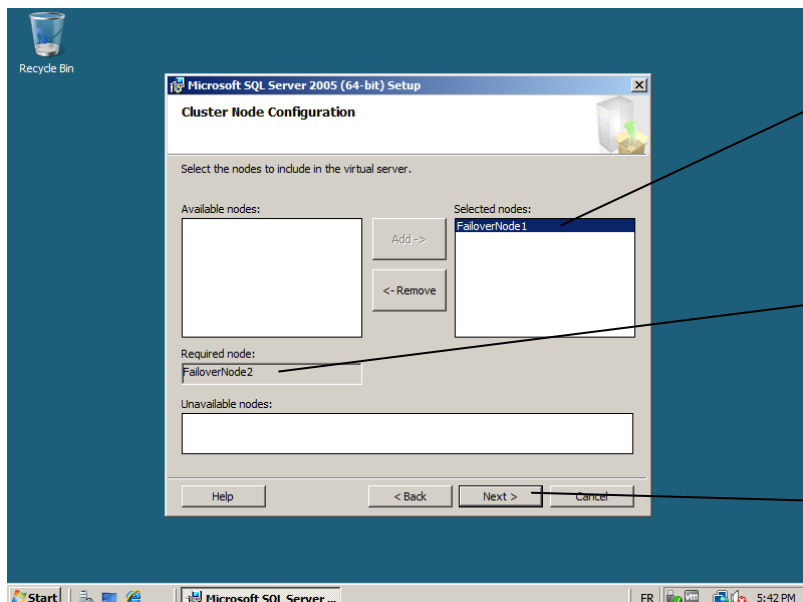 Recycle Bin
Microsoft SQL Server 2005 (64-bit) Setup
Cluster Node Configuration
Select the nodes to include in the virtual server.
Available nodes:
Selected nodes:
FailoverNode1
Add ->
<- Remove
Required node:
FailoverNode2
Unavailable nodes:
Help
< Back
Next >
Cancel
Start
Microsoft SQL Server ...
FR
5:42 PM